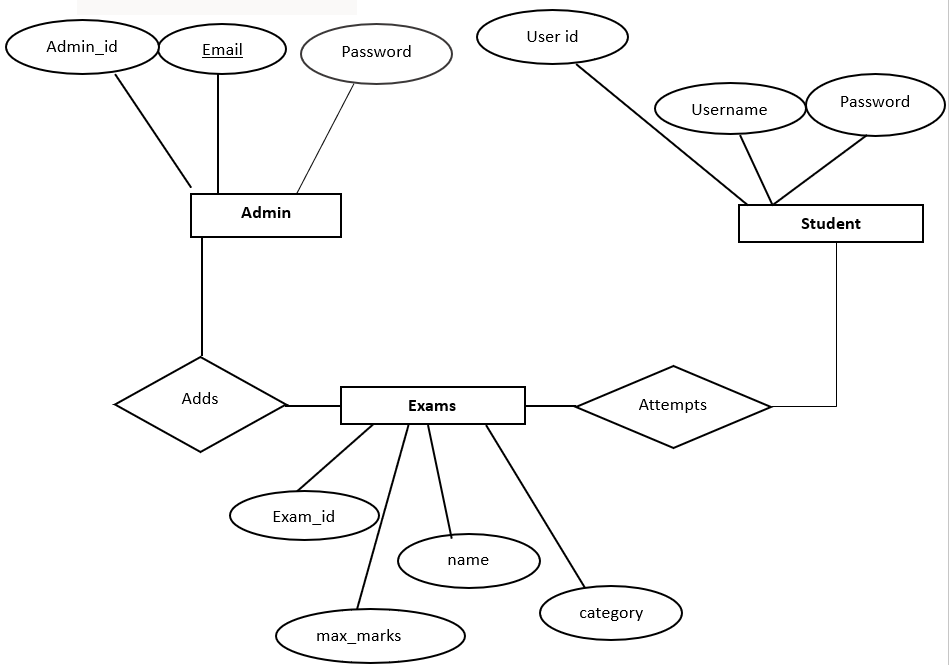 Admin_id
Email
Password
User id
Username
Password
Admin
Student
Adds
Exams
Attempts
Exam_id
name
max_marks
category